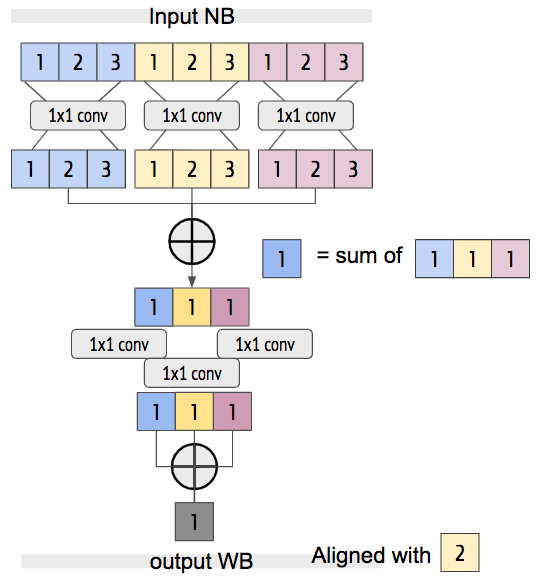 Input NB
1 2 3 1 2 3 1 2 3
1x1 conv 1x1 conv 1x1 conv
1 2 3 1 2 3 1 2 3
1 = sum of 1 1 1
1 1 1
1x1 conv 1x1 conv
1x1 conv
1 1 1
1
output WB
Aligned with 2